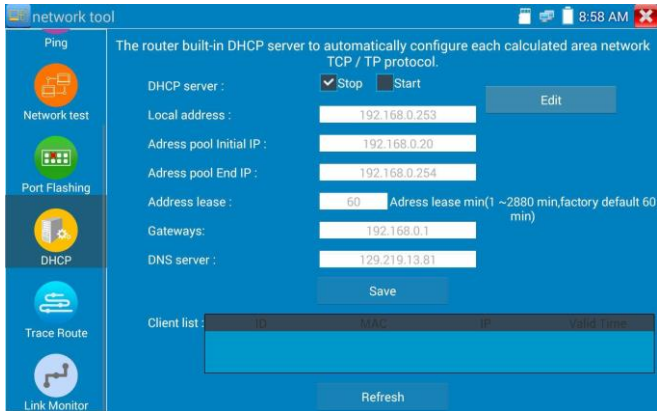 network tool
8:58 AM
Ping
Network test
Port Flashing
DHCP
Trace Route
Link Monitor
The router built-in DHCP server to automatically configure each calculated area network
TCP / TP protocol.
DHCP server :
Stop
Start
Edit
Local address :
192.168.0.253
Adress pool Initial IP :
192.168.0.20
Adress pool End IP :
192.168.0.254
Address lease :
60
Adress lease min(1 ~2880 min,factory default 60
min)
Gateways:
192.168.0.1
DNS server :
129.219.13.81
Save
Client list :
ID MAC IP Valid Time
Refresh